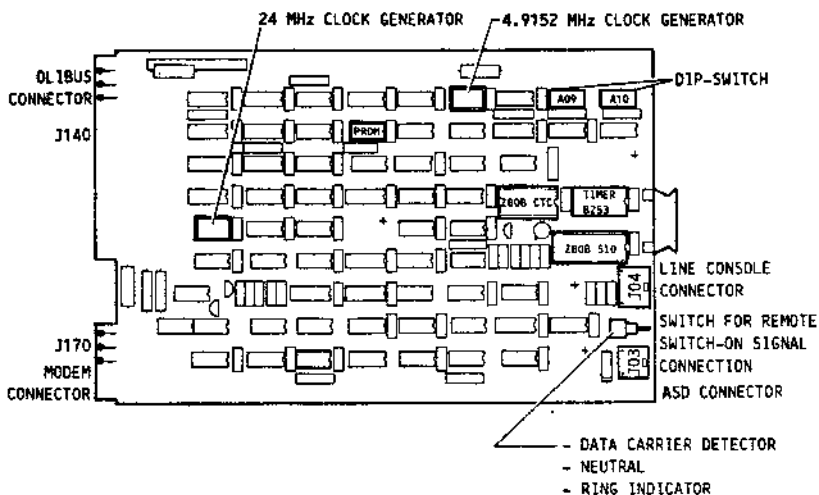 24 MHz CLOCK GENERATOR
4.9152 MHz CLOCK GENERATOR
OLIBUS
CONNECTOR
J140
DIP-SWITCH
A09
A10
PROM
Z80B CTC
TIMER
8253
Z80B SIO
J04
LINE CONSOLE
CONNECTOR
SWITCH FOR REMOTE
SWITCH-ON SIGNAL
CONNECTION
J03
ASD CONNECTOR
J170
MODEM
CONNECTOR
- DATA CARRIER DETECTOR
- NEUTRAL
- RING INDICATOR